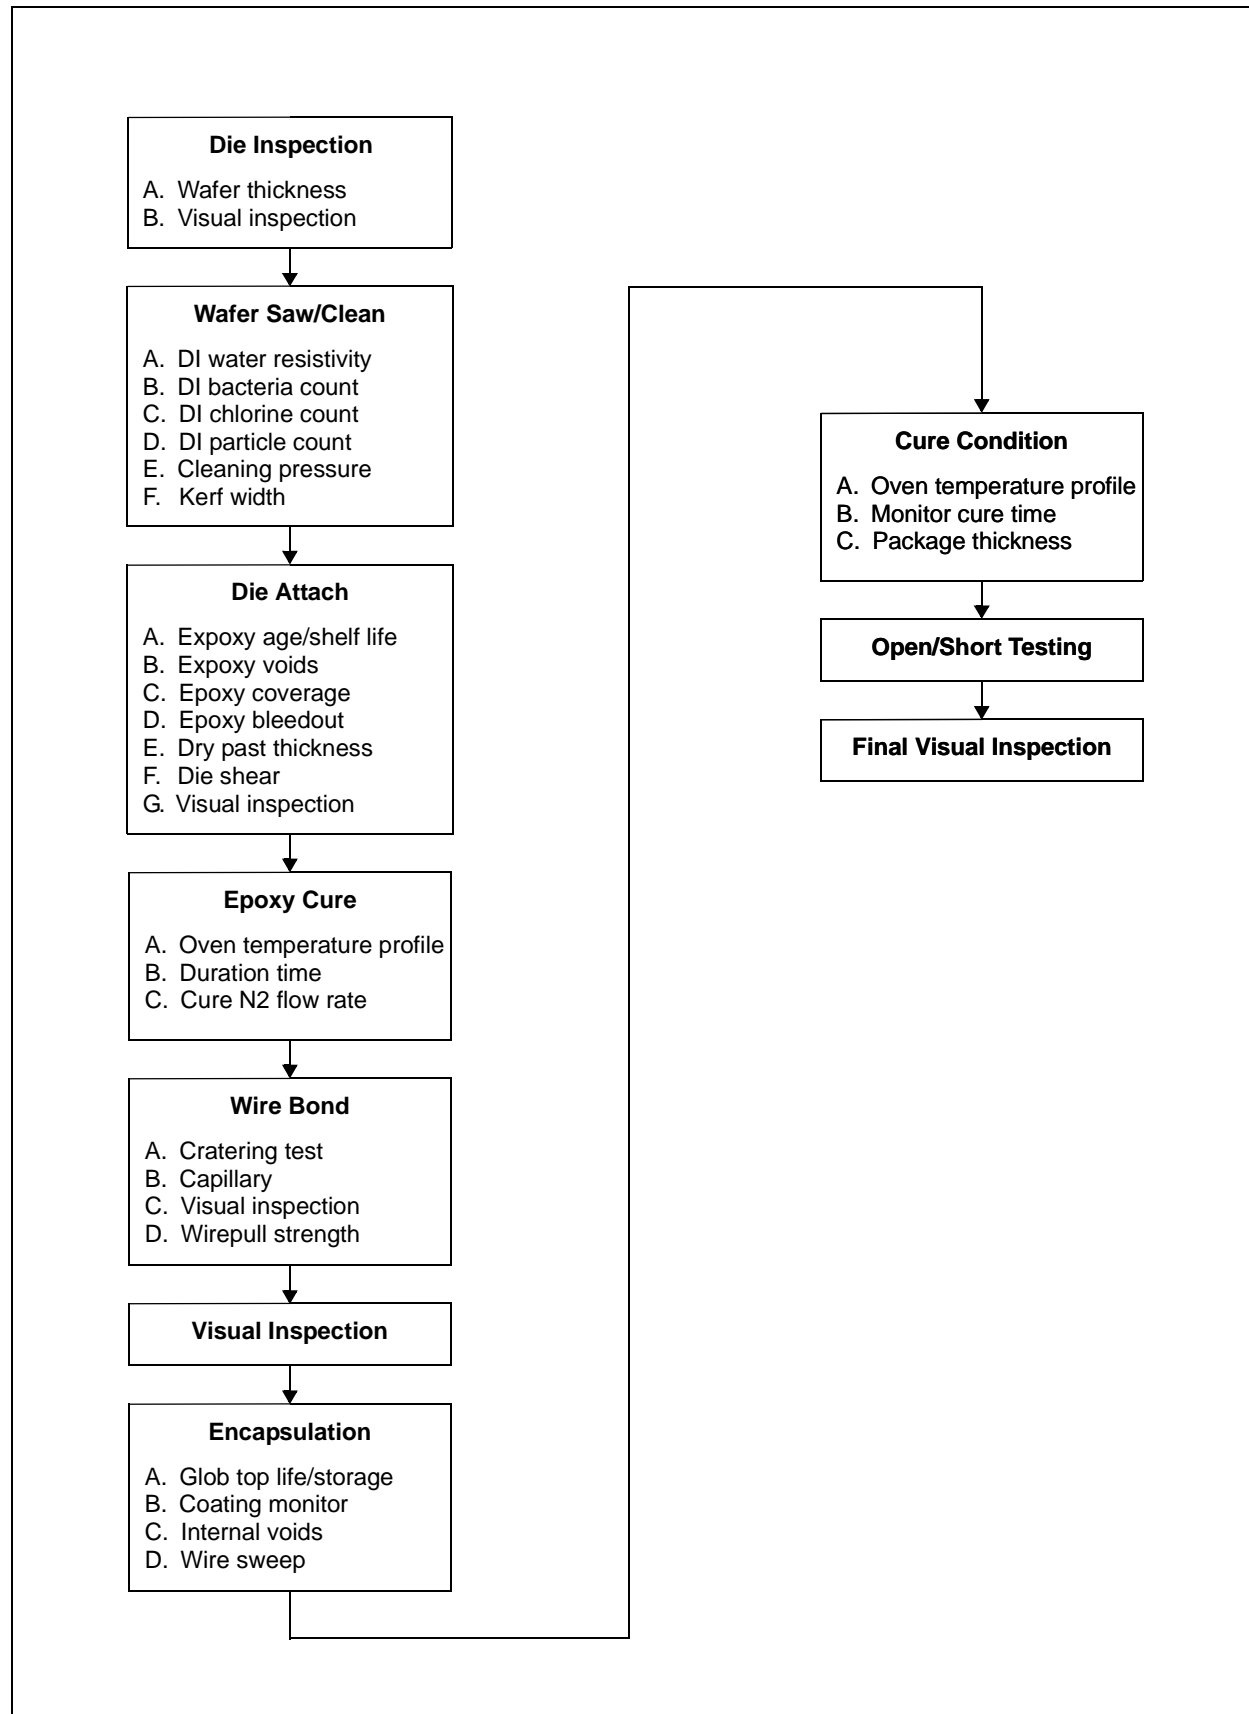 Die Inspection
A. Wafer thickness
B. Visual inspection
Wafer Saw/Clean
A. DI water resistivity
B. DI bacteria count
C. DI chlorine count
D. DI particle count
E. Cleaning pressure
F. Kerf width
Die Attach
A. Expoxy age/shelf life
B. Expoxy voids
C. Epoxy coverage
D. Epoxy bleedout
E. Dry past thickness
F. Die shear
G. Visual inspection
Epoxy Cure
A. Oven temperature profile
B. Duration time
C. Cure N2 flow rate
Wire Bond
A. Cratering test
B. Capillary
C. Visual inspection
D. Wirepull strength
Visual Inspection
Encapsulation
A. Glob top life/storage
B. Coating monitor
C. Internal voids
D. Wire sweep
Cure Condition
A. Oven temperature profile
B. Monitor cure time
C. Package thickness
Open/Short Testing
Final Visual Inspection